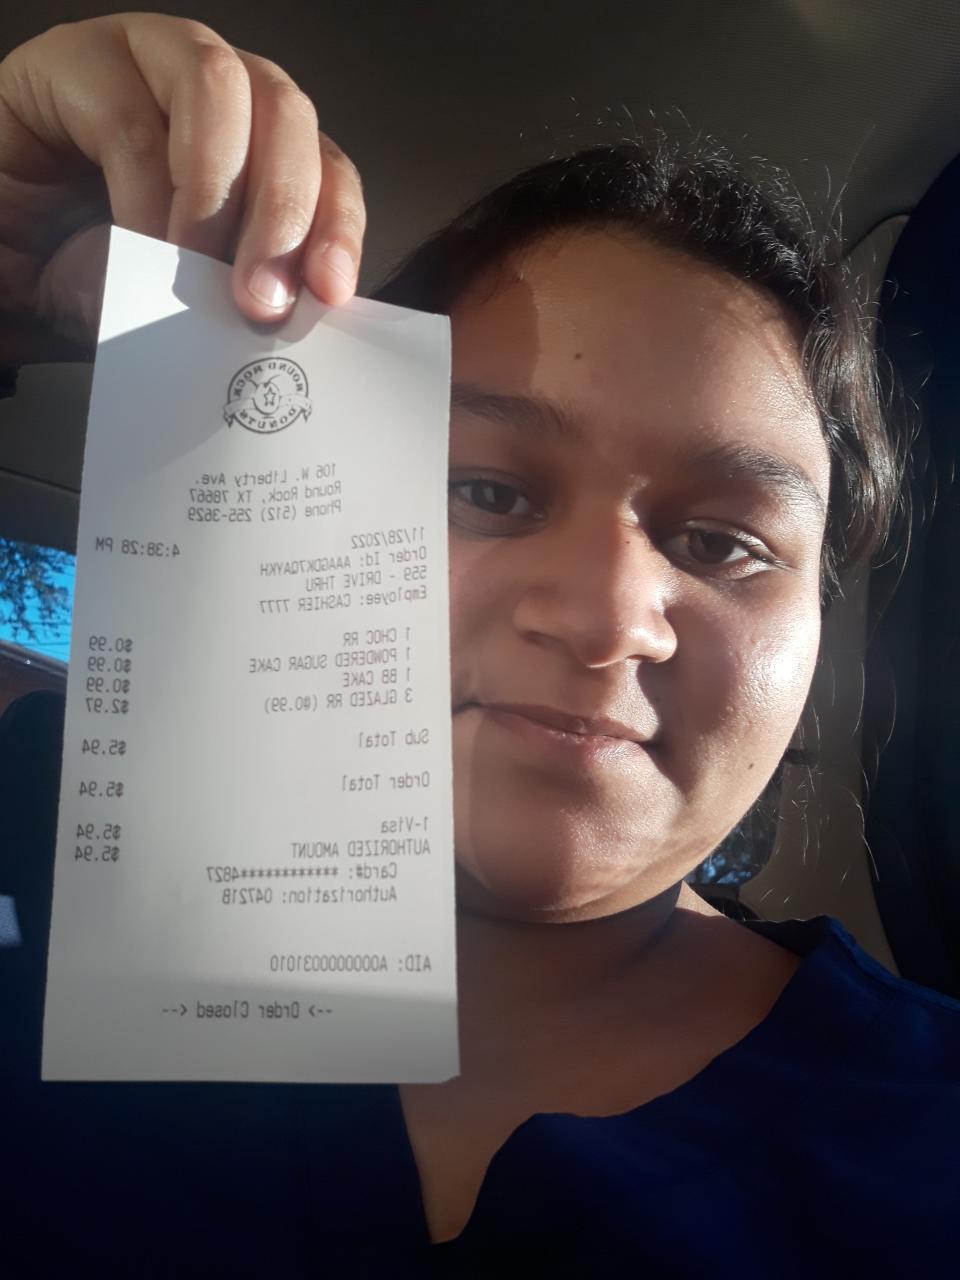 ROUND ROCK
DONUTS
106 W. Liberty Ave.
Round Rock, TX 78667
Phone (512) 255-3629
11/28/2022 4:38:28 PM
Order Id: AAAGDK7QAYKH
559 - DRIVE THRU
Employee: CASHIER 7777
1 CHOC RR $0.99
1 POWDERED SUGAR CAKE $0.99
1 BB CAKE $0.99
3 GLAZED RR (@0.99) $2.97
Sub Total $5.94
Order Total $5.94
1-Visa $5.94
AUTHORIZED AMOUNT $5.94
Card#: ************4827
Authorization: 04721B
AID: A0000000031010
--> Order Closed <--